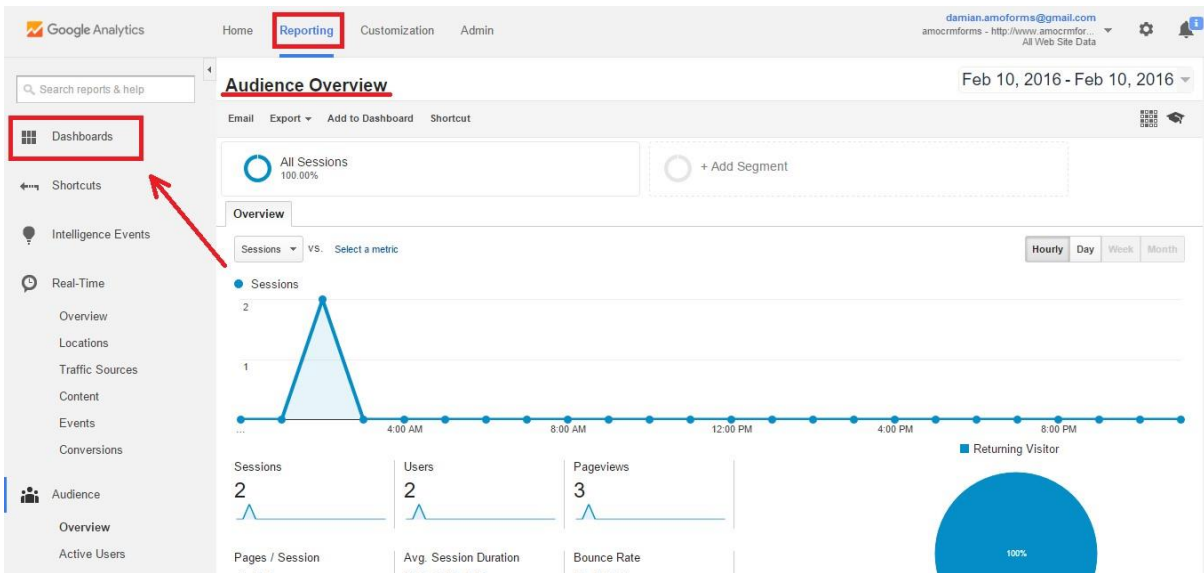 Google Analytics
Home Reporting Customization Admin
damian.amoforms@gmail.com
amocrmforms - http://www.amocrmfor...
All Web Site Data
Search reports & help
Dashboards
Shortcuts
Intelligence Events
Real-Time
Overview
Locations
Traffic Sources
Content
Events
Conversions
Audience
Overview
Active Users
Audience Overview
Feb 10, 2016 - Feb 10, 2016
Email Export Add to Dashboard Shortcut
All Sessions
100.00%
+ Add Segment
Overview
Sessions VS. Select a metric
Hourly Day Week Month
Sessions
2
1
... 4:00 AM 8:00 AM 12:00 PM 4:00 PM 8:00 PM
Sessions
2
Users
2
Pageviews
3
Pages / Session
Avg. Session Duration
Bounce Rate
Returning Visitor
100%